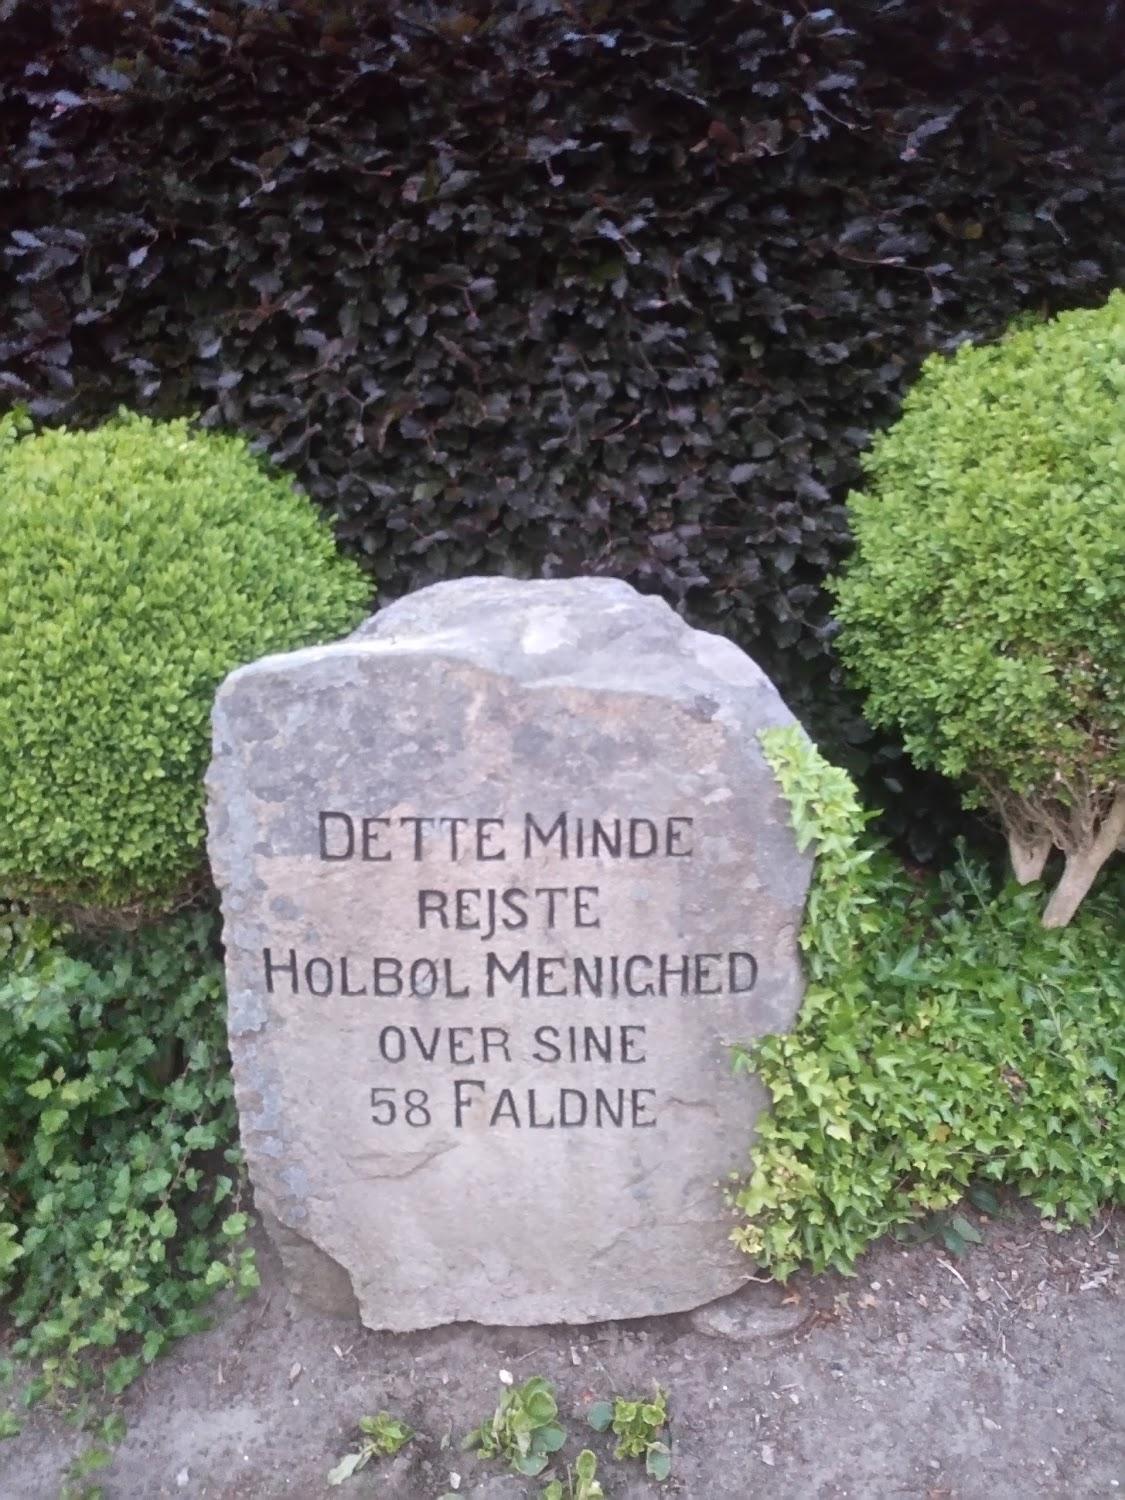 DETTE MINDE
REJSTE
HOLBØL MENIGHED
OVER SINE
58 FALDNE